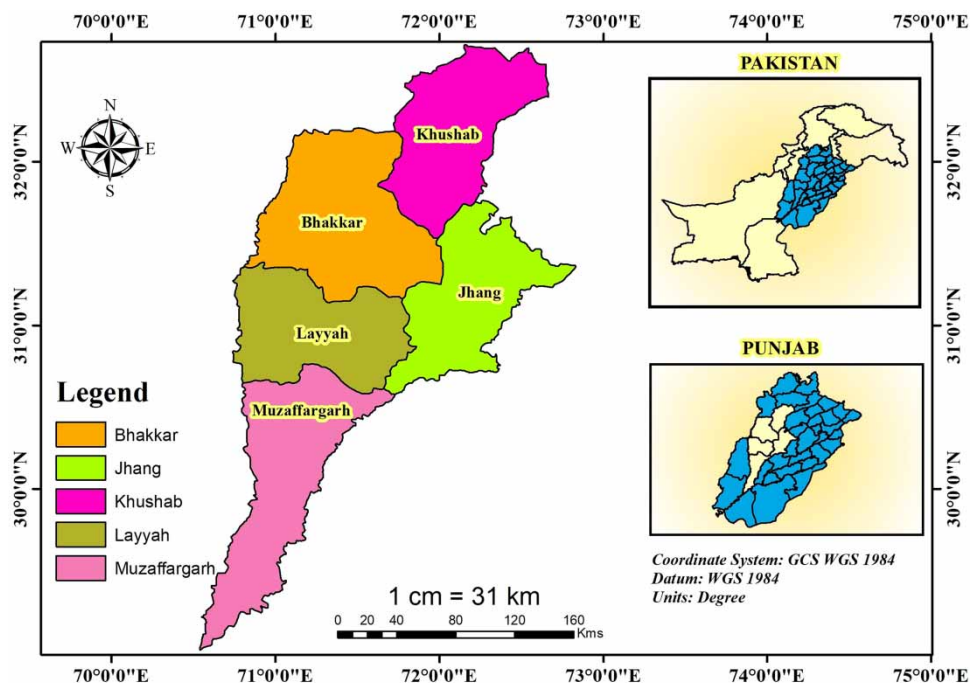 70°0'0"E 71°0'0"E 72°0'0"E 73°0'0"E 74°0'0"E 75°0'0"E
PAKISTAN
N
W E
S
Khushab
32°0'0"N
32°0'0"N
Bhakkar
Jhang
Layyah
31°0'0"N
31°0'0"N
PUNJAB
Legend
Muzaffargarh
Bhakkar
Jhang
Khushab
Layyah
Muzaffargarh
30°0'0"N
30°0'0"N
Coordinate System: GCS WGS 1984
Datum: WGS 1984
Units: Degree
1 cm = 31 km
0 20 40 80 120 160
Kms
70°0'0"E 71°0'0"E 72°0'0"E 73°0'0"E 74°0'0"E 75°0'0"E